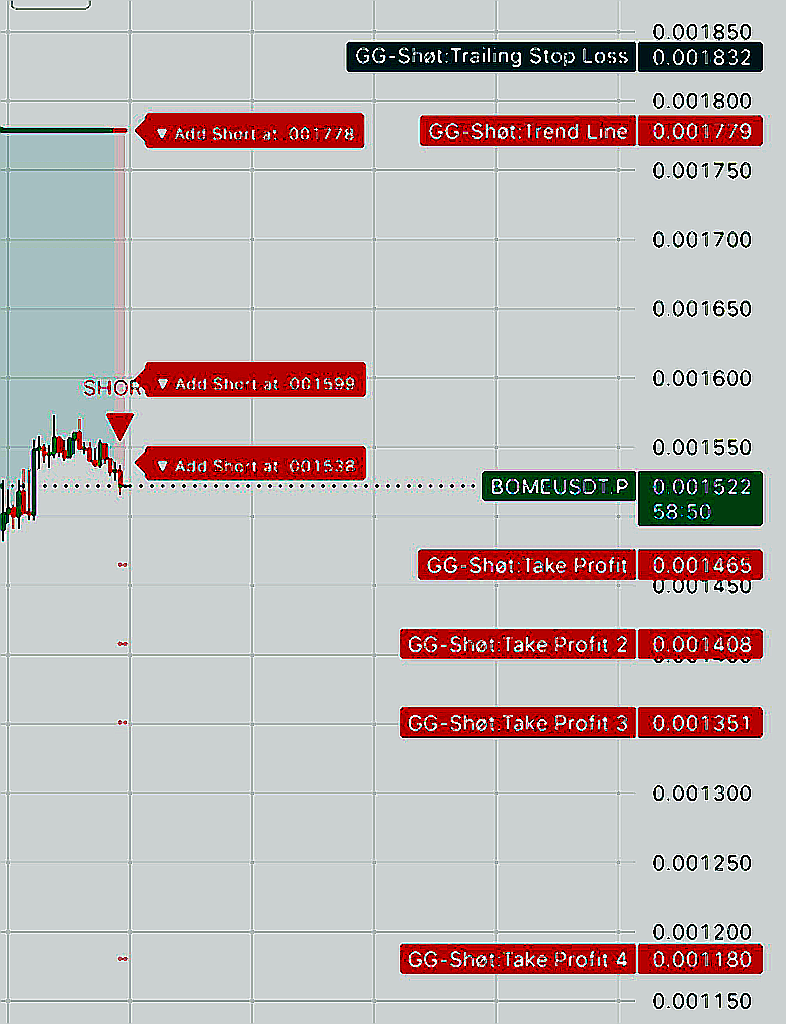 0.001850
GG-Shøt:Trailing Stop Loss 0.001832
0.001800
▼ Add Short at .001778
GG-Shøt:Trend Line 0.001779
0.001750
0.001700
0.001650
SHOR
▼ Add Short at .001599
0.001600
0.001550
▼ Add Short at .001538
BOMEUSDT.P 0.001522
58:50
GG-Shøt:Take Profit 0.001465
0.001450
GG-Shøt:Take Profit 2 0.001408
GG-Shøt:Take Profit 3 0.001351
0.001300
0.001250
0.001200
GG-Shøt:Take Profit 4 0.001180
0.001150